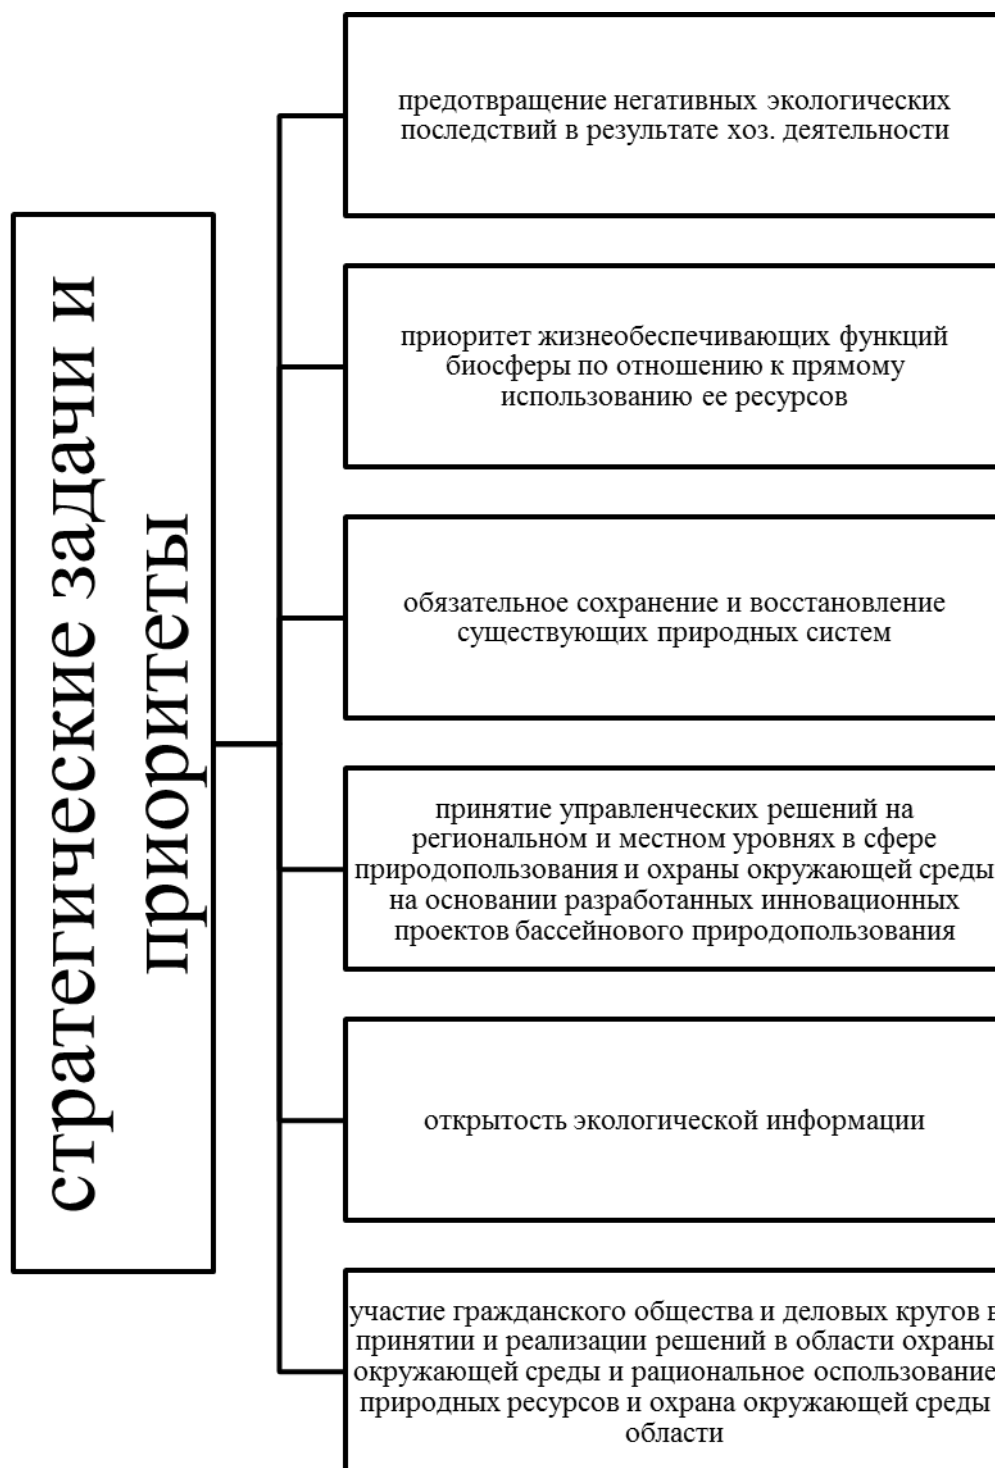 стратегические задачи и
приоритеты
предотвращение негативных экологических
последствий в результате хоз. деятельности
приоритет жизнеобеспечивающих функций
биосферы по отношению к прямому
использованию ее ресурсов
обязательное сохранение и восстановление
существующих природных систем
принятие управленческих решений на
региональном и местном уровнях в сфере
природопользования и охраны окружающей среды
на основании разработанных инновационных
проектов бассейнового природопользования
открытость экологической информации
участие гражданского общества и деловых кругов в
принятии и реализации решений в области охраны
окружающей среды и рациональное оспользование
природных ресурсов и охрана окружающей среды
области